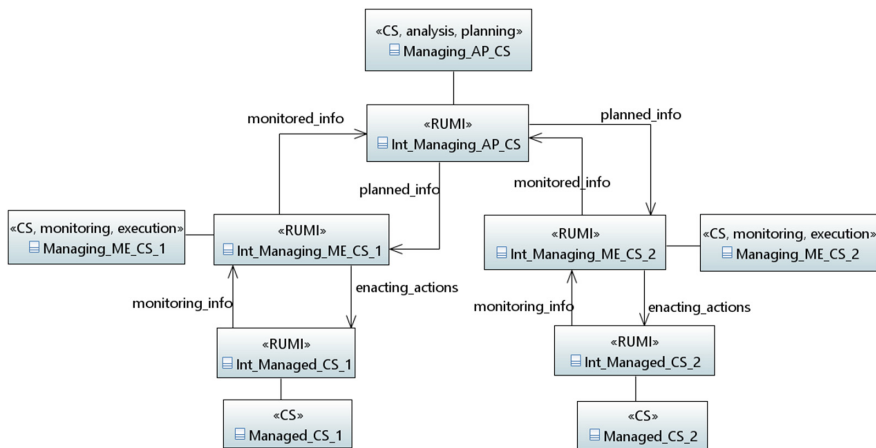 «CS, analysis, planning»
Managing_AP_CS
monitored_info
«RUMI»
Int_Managing_AP_CS
planned_info
planned_info
monitored_info
«CS, monitoring, execution»
Managing_ME_CS_1
«RUMI»
Int_Managing_ME_CS_1
«RUMI»
Int_Managing_ME_CS_2
«CS, monitoring, execution»
Managing_ME_CS_2
monitoring_info
enacting_actions
monitoring_info
enacting_actions
«RUMI»
Int_Managed_CS_1
«RUMI»
Int_Managed_CS_2
«CS»
Managed_CS_1
«CS»
Managed_CS_2